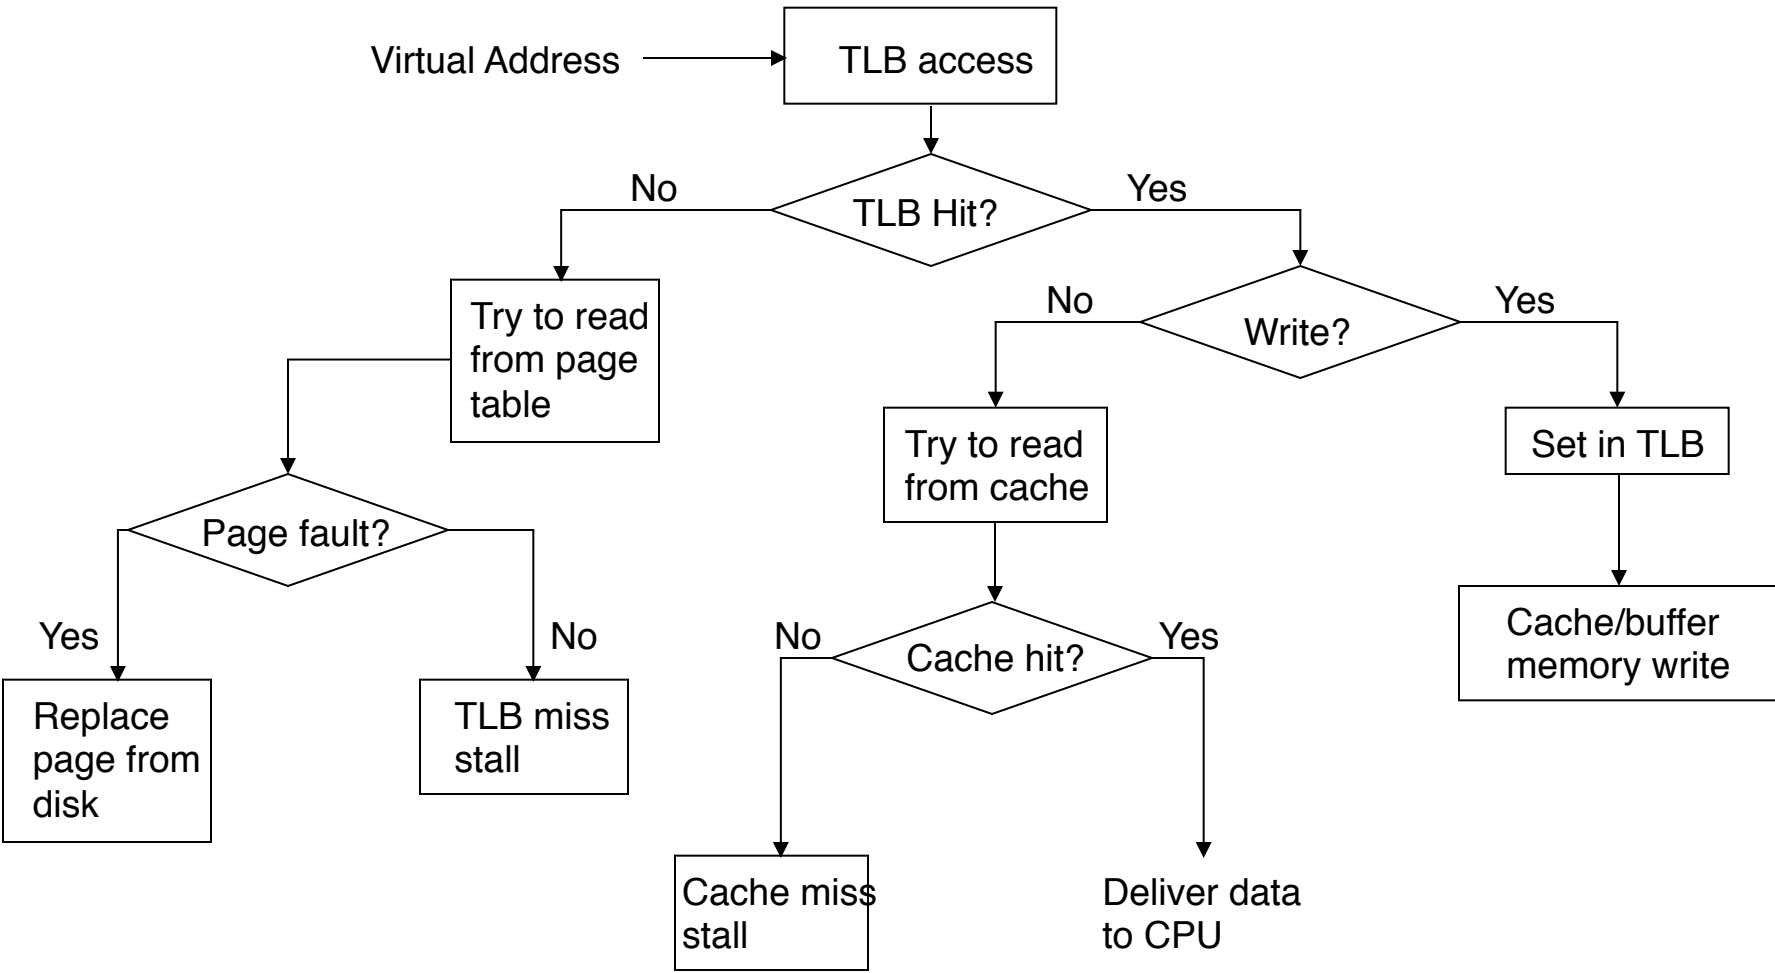 Virtual Address
TLB access
No
Yes
TLB Hit?
Try to read
from page
table
No
Yes
Write?
Try to read
from cache
Set in TLB
Page fault?
Yes
No
No
Yes
Cache hit?
Cache/buffer
memory write
Replace
page from
disk
TLB miss
stall
Cache miss
stall
Deliver data
to CPU